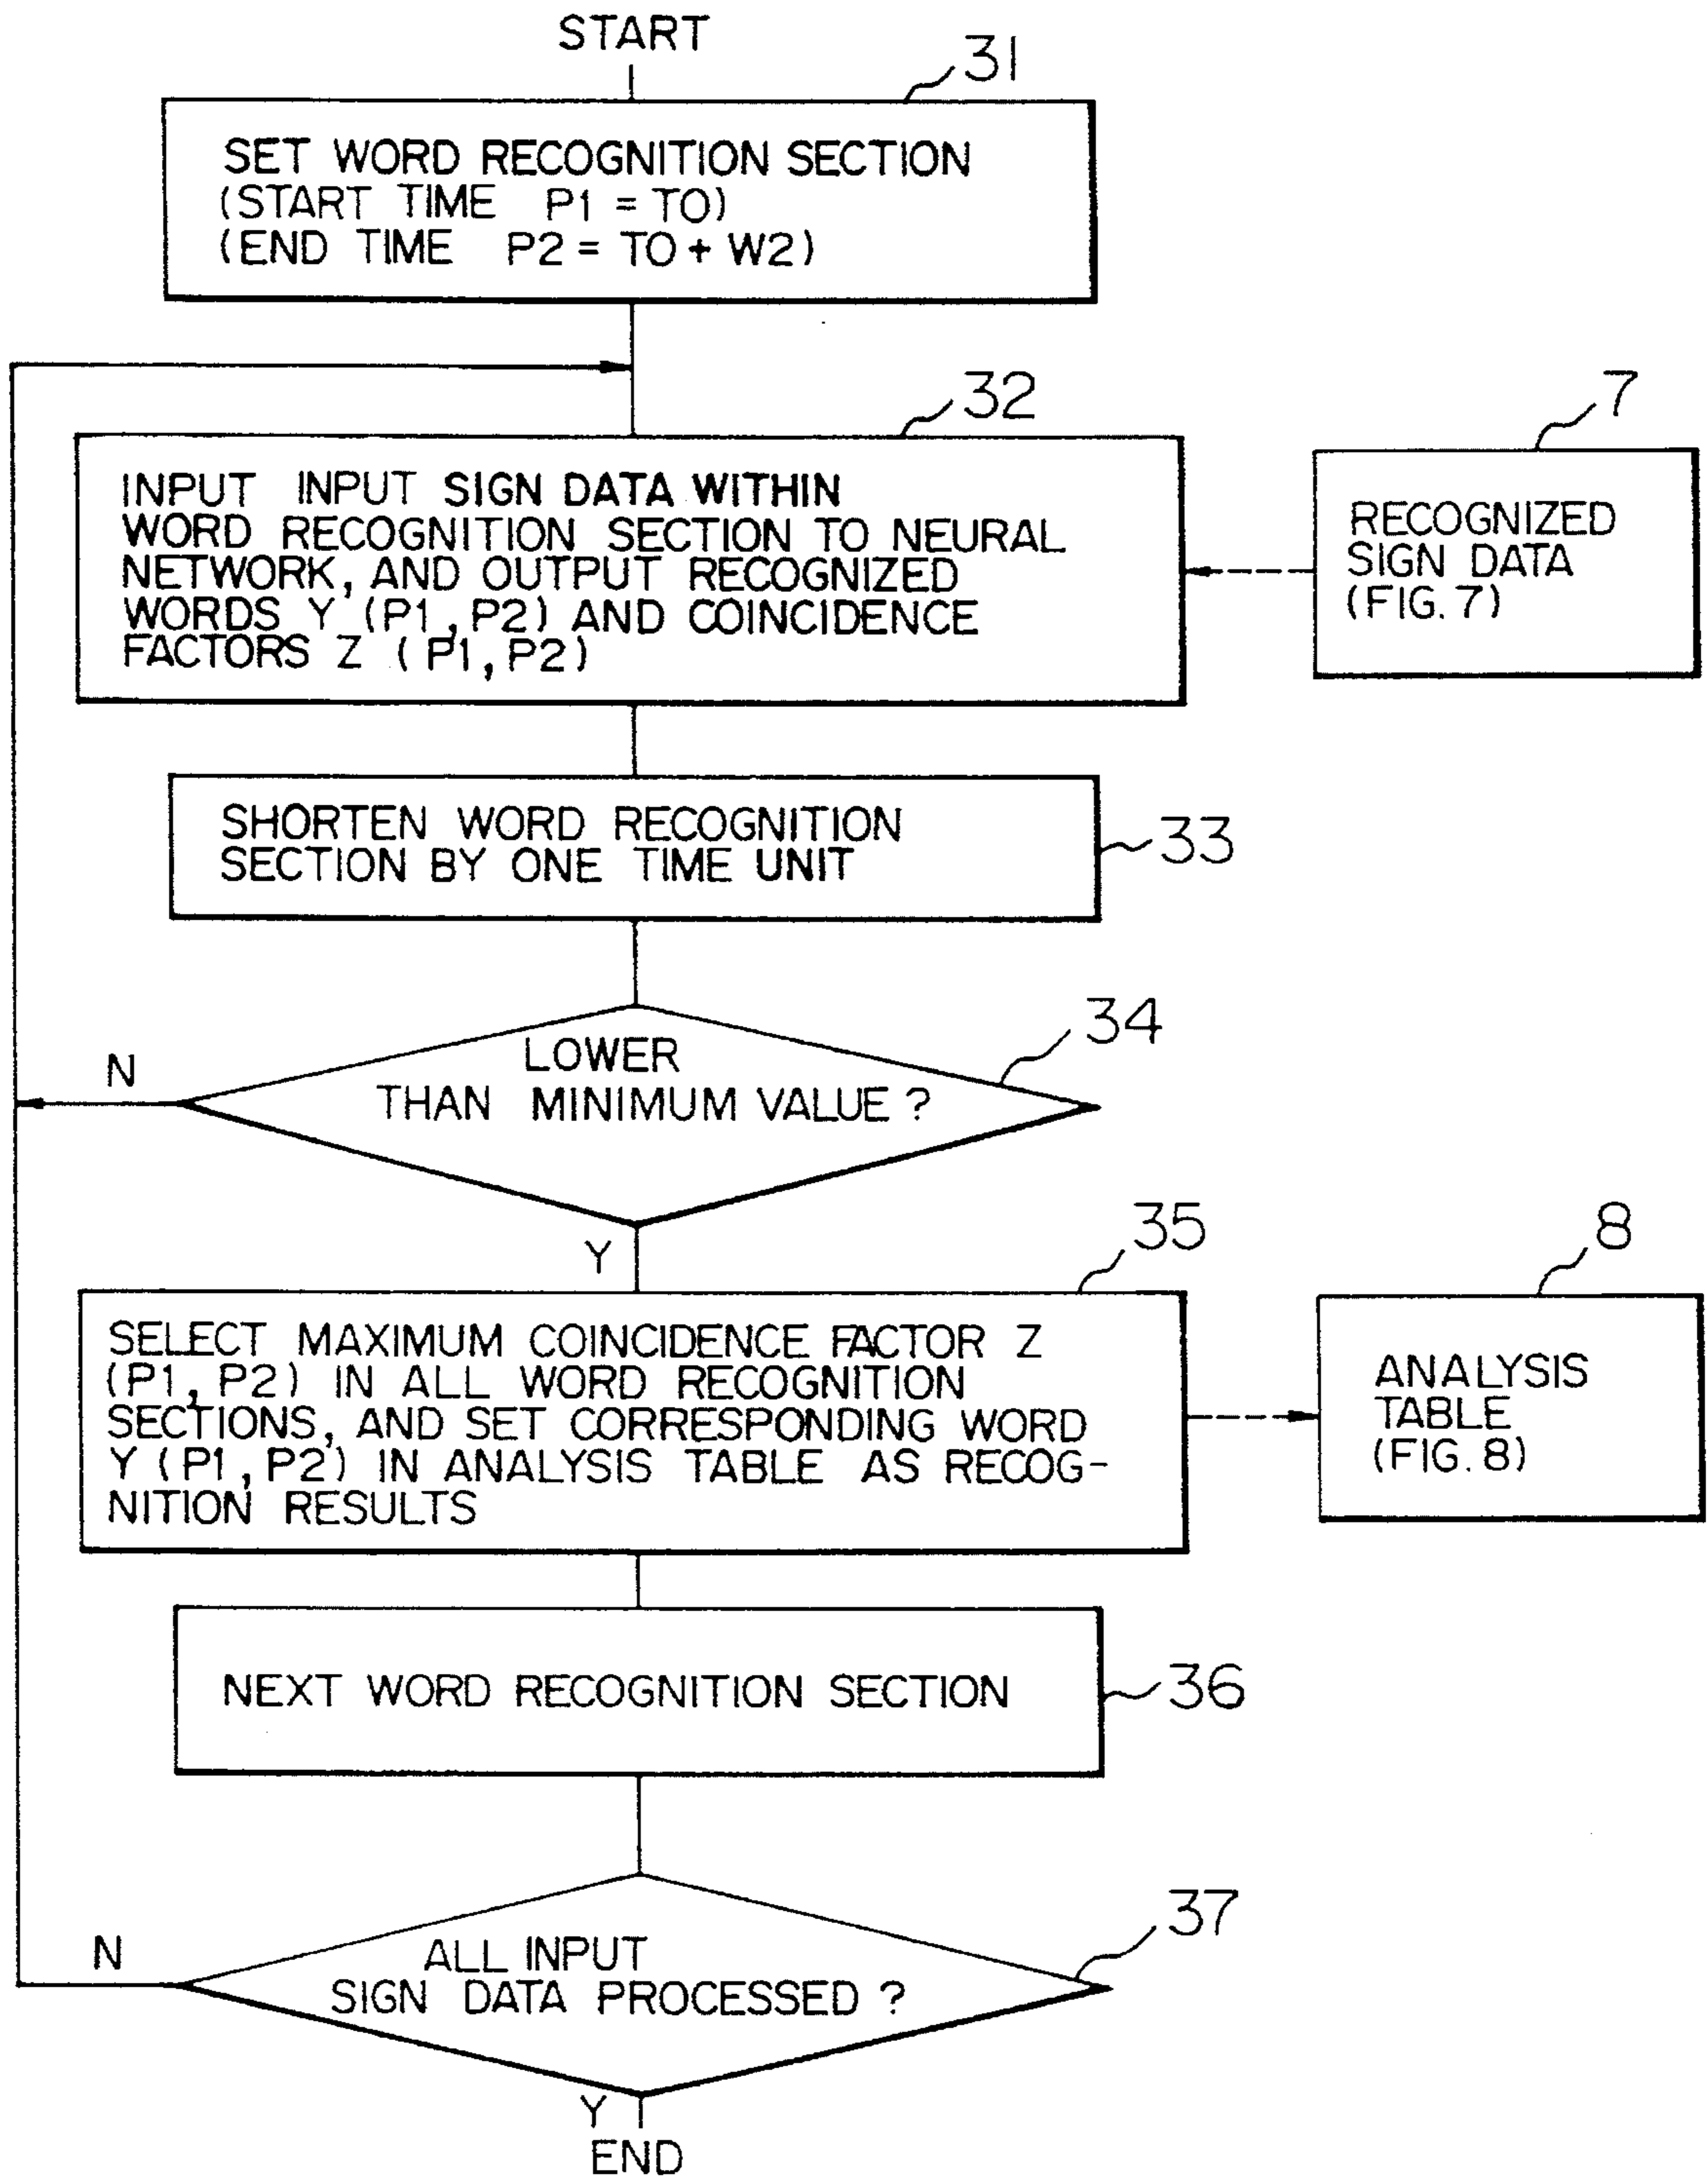 START
31
SET WORD RECOGNITION SECTION
(START TIME P1 = TO)
(END TIME P2 = TO + W2)
32
INPUT INPUT SIGN DATA WITHIN
WORD RECOGNITION SECTION TO NEURAL
NETWORK, AND OUTPUT RECOGNIZED
WORDS Y (P1, P2) AND COINCIDENCE
FACTORS Z (P1, P2)
7
RECOGNIZED
SIGN DATA
(FIG. 7)
SHORTEN WORD RECOGNITION
SECTION BY ONE TIME UNIT
33
34
LOWER
THAN MINIMUM VALUE ?
N
Y
35
SELECT MAXIMUM COINCIDENCE FACTOR Z
(P1, P2) IN ALL WORD RECOGNITION
SECTIONS, AND SET CORRESPONDING WORD
Y (P1, P2) IN ANALYSIS TABLE AS RECOG-
NITION RESULTS
8
ANALYSIS
TABLE
(FIG. 8)
NEXT WORD RECOGNITION SECTION
36
37
ALL INPUT
SIGN DATA PROCESSED ?
N
Y
END